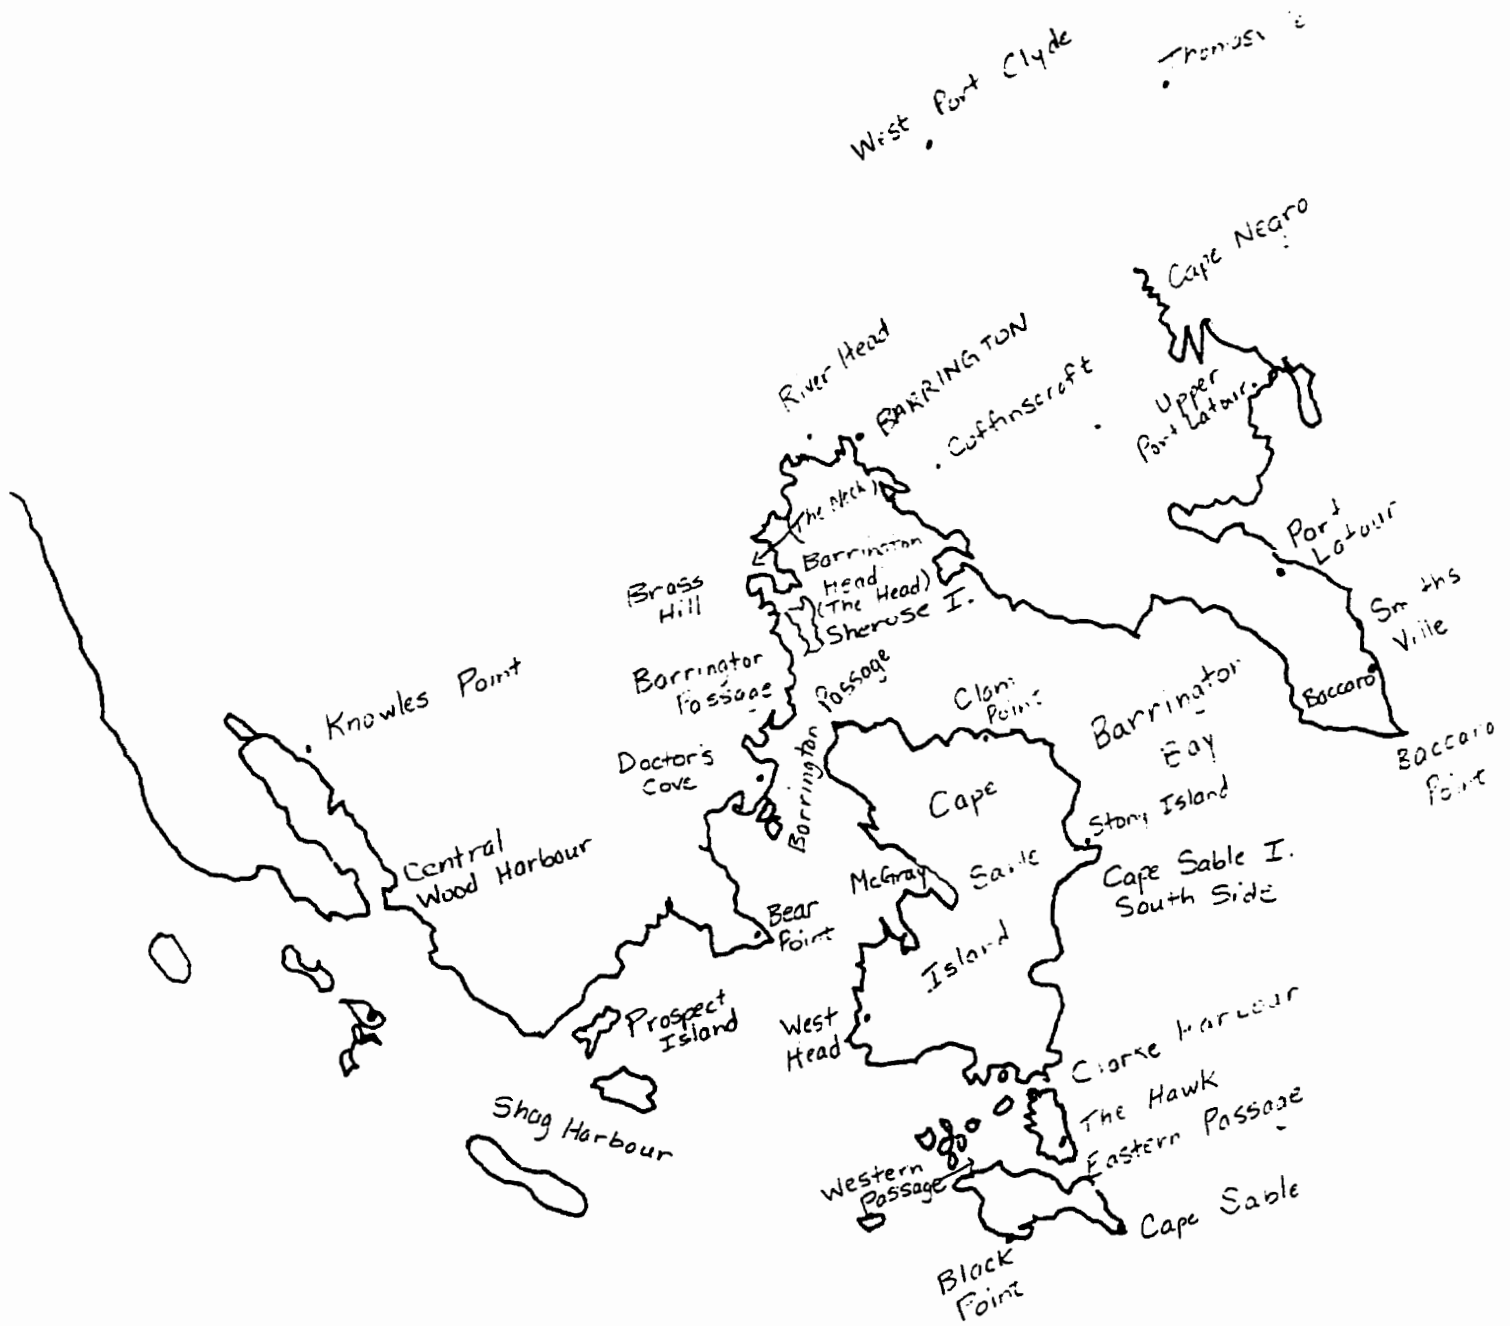 West Port Clyde
Cape Negro
River Head
BARRINGTON
Coffinscroft
Upper
Port Latour
(The Neck)
Port
Latour
Barrington
Head
(The Head)
Brass
Hill
Sherose I.
Smiths
Ville
Barrington
Passage
Knowles Point
Baccaro
Baccaro
Point
Clam
Point
Barrington
Bay
Barrington Passage
Doctor's
Cove
Cape
Sable
Island
Stony Island
Cape Sable I.
South Side
Central
Wood Harbour
McGray
Bear
Point
Prospect
Island
West
Head
Clarke Harbour
The Hawk
Eastern Passage
Shag Harbour
Western
Passage
Cape Sable
Black
Point